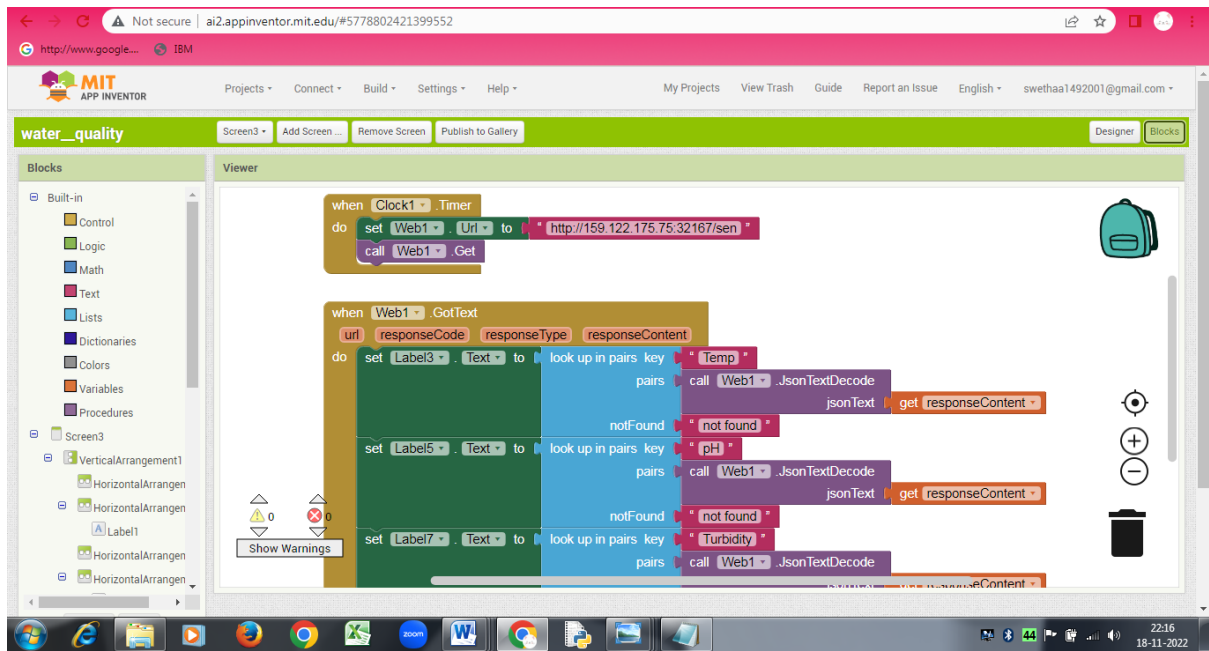 Not secure | ai2.appinventor.mit.edu/#5778802421399552
http://www.google.... IBM
MIT
APP INVENTOR
Projects Connect Build Settings Help My Projects View Trash Guide Report an Issue English swethaa1492001@gmail.com
water__quality Screen3 Add Screen ... Remove Screen Publish to Gallery Designer Blocks
Blocks Viewer
Built-in
Control
Logic
Math
Text
Lists
Dictionaries
Colors
Variables
Procedures
Screen3
VerticalArrangement1
HorizontalArrangen
HorizontalArrangen
Label1
HorizontalArrangen
HorizontalArrangen
when Clock1 .Timer
do set Web1 . Url to " http://159.122.175.75:32167/sen "
call Web1 .Get
when Web1 .GotText
url responseCode responseType responseContent
do set Label3 . Text to look up in pairs key " Temp "
pairs call Web1 .JsonTextDecode
jsonText get responseContent
notFound " not found "
set Label5 . Text to look up in pairs key " pH "
pairs call Web1 .JsonTextDecode
jsonText get responseContent
notFound " not found "
set Label7 . Text to look up in pairs key " Turbidity "
pairs call Web1 .JsonTextDecode
jsonText get responseContent
0 0
Show Warnings
zoom
44
22:16
18-11-2022